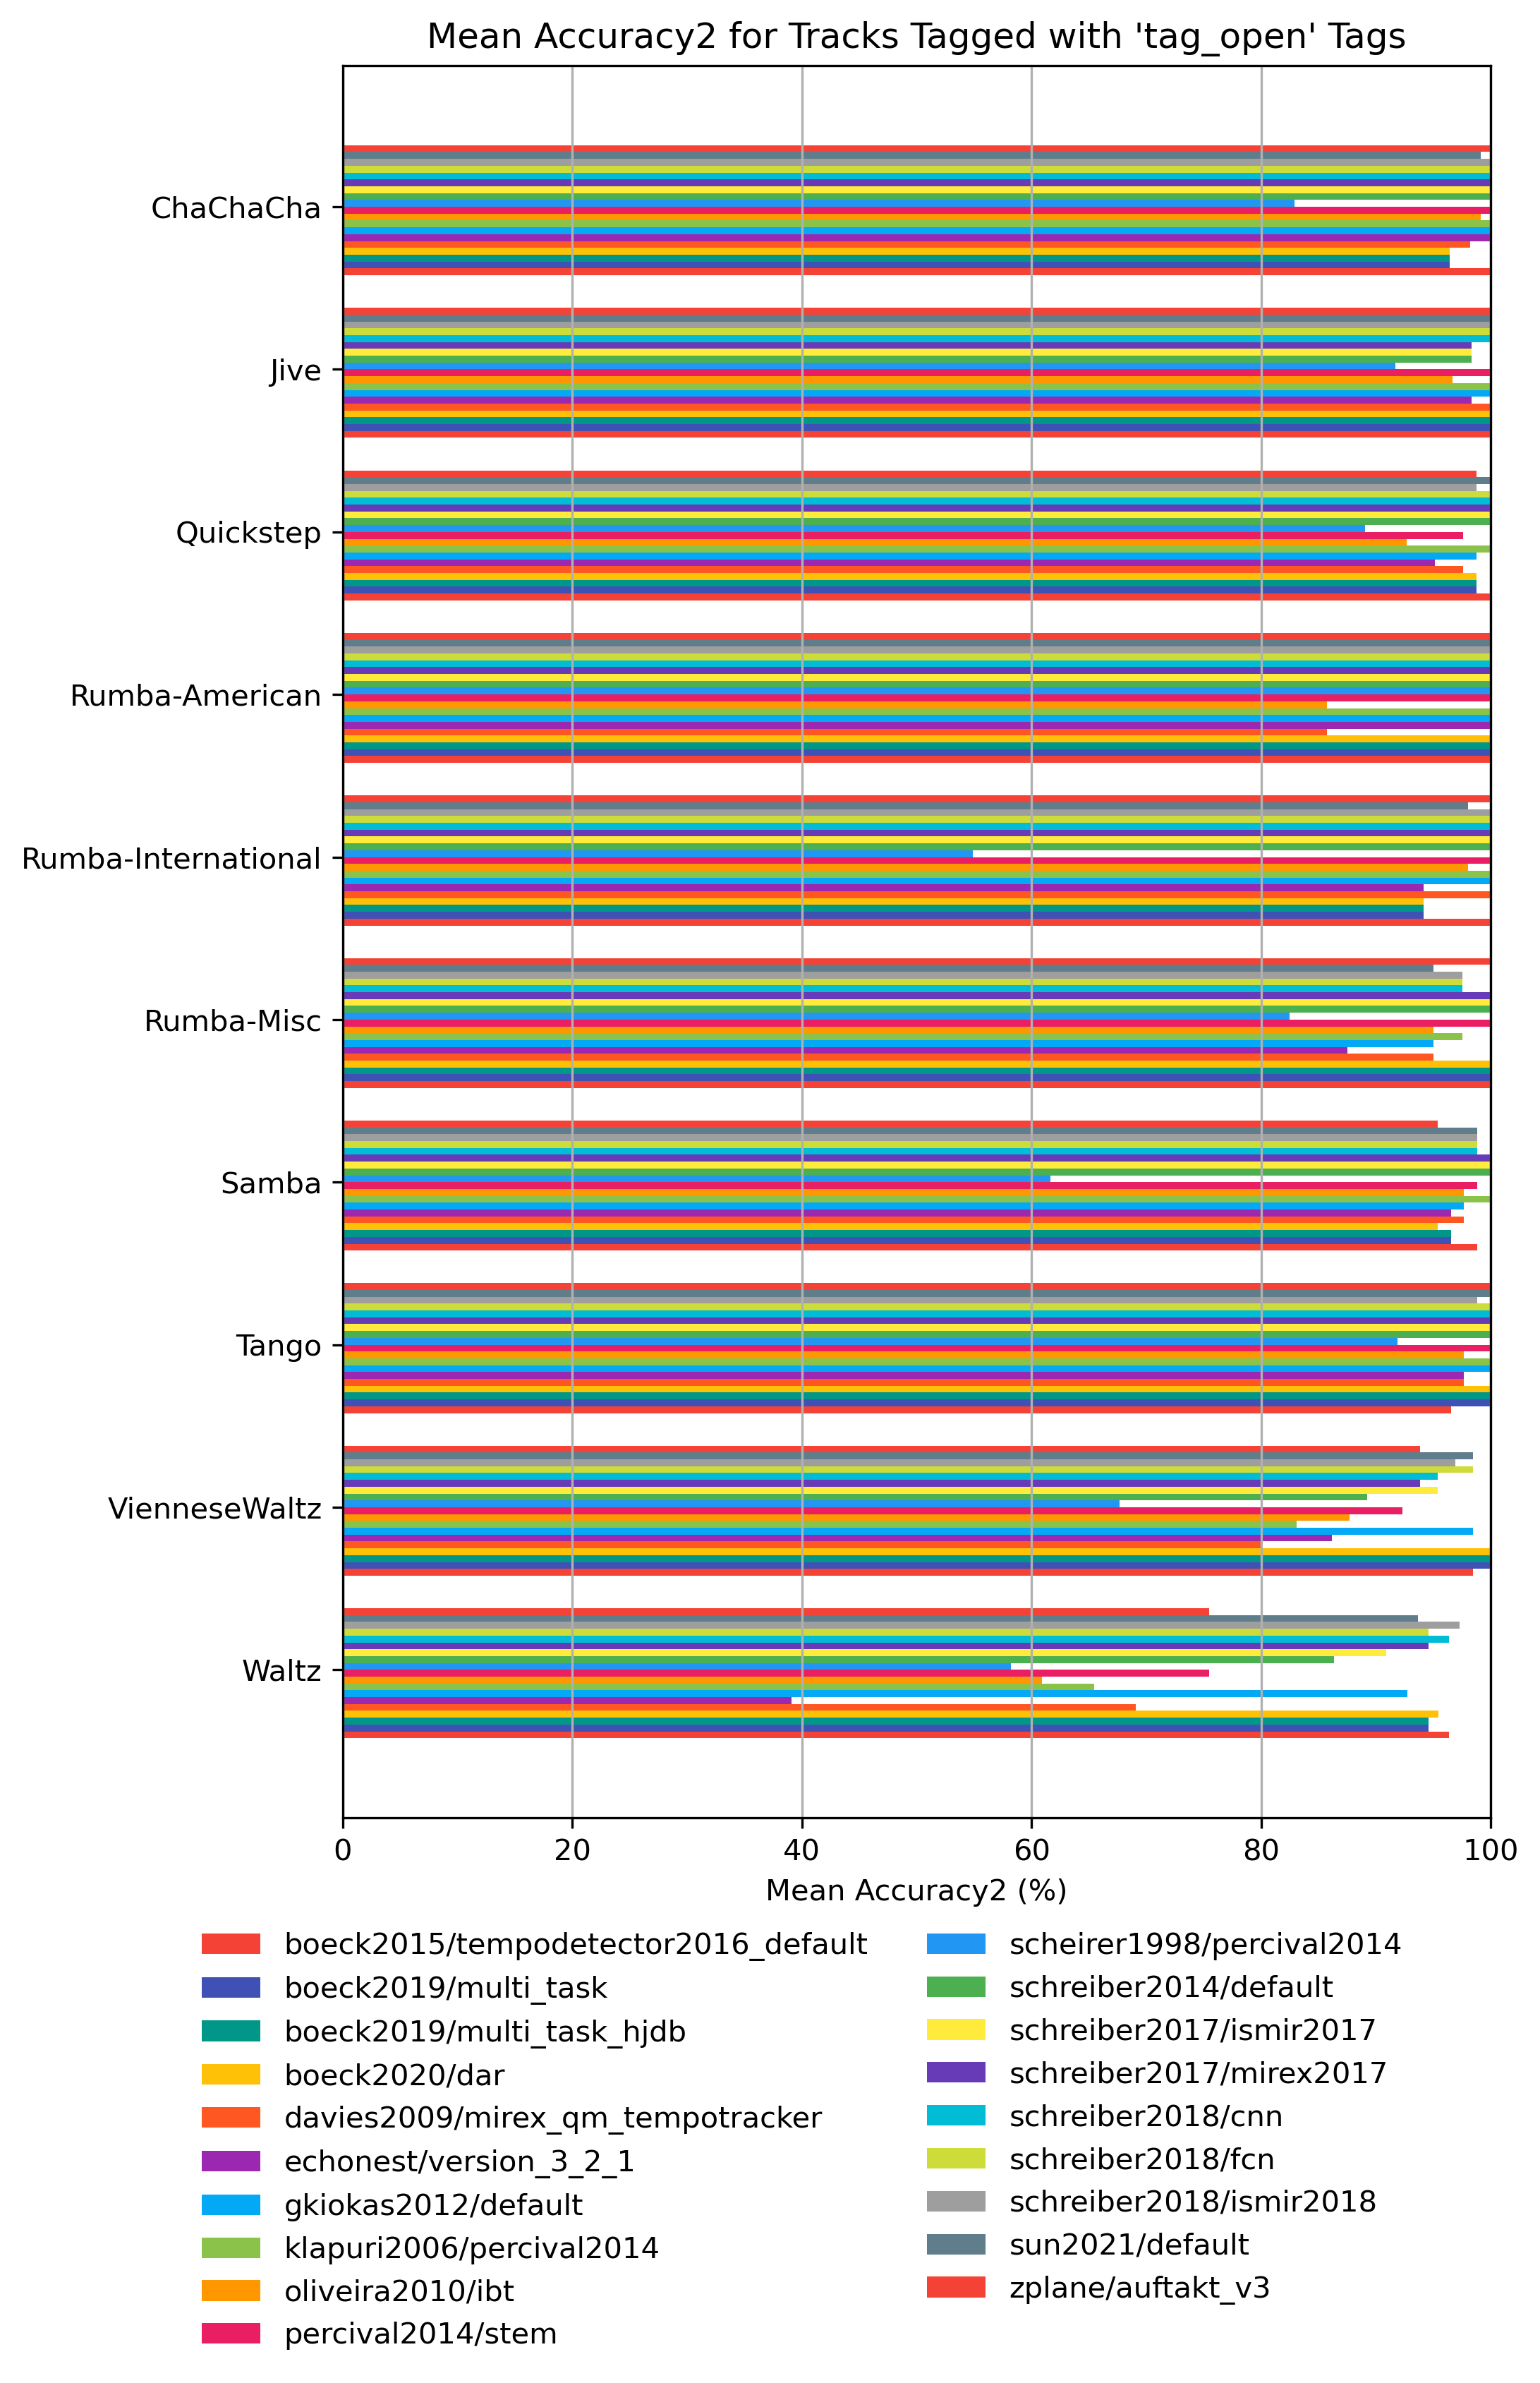 Mean Accuracy2 for Tracks Tagged with 'tag_open' Tags
ChaChaCha
Jive
Quickstep
Rumba-American
Rumba-International
Rumba-Misc
Samba
Tango
VienneseWaltz
Waltz
0 20 40 60 80 100
Mean Accuracy2 (%)
boeck2015/tempodetector2016_default
boeck2019/multi_task
boeck2019/multi_task_hjdb
boeck2020/dar
davies2009/mirex_qm_tempotracker
echonest/version_3_2_1
gkiokas2012/default
klapuri2006/percival2014
oliveira2010/ibt
percival2014/stem
scheirer1998/percival2014
schreiber2014/default
schreiber2017/ismir2017
schreiber2017/mirex2017
schreiber2018/cnn
schreiber2018/fcn
schreiber2018/ismir2018
sun2021/default
zplane/auftakt_v3